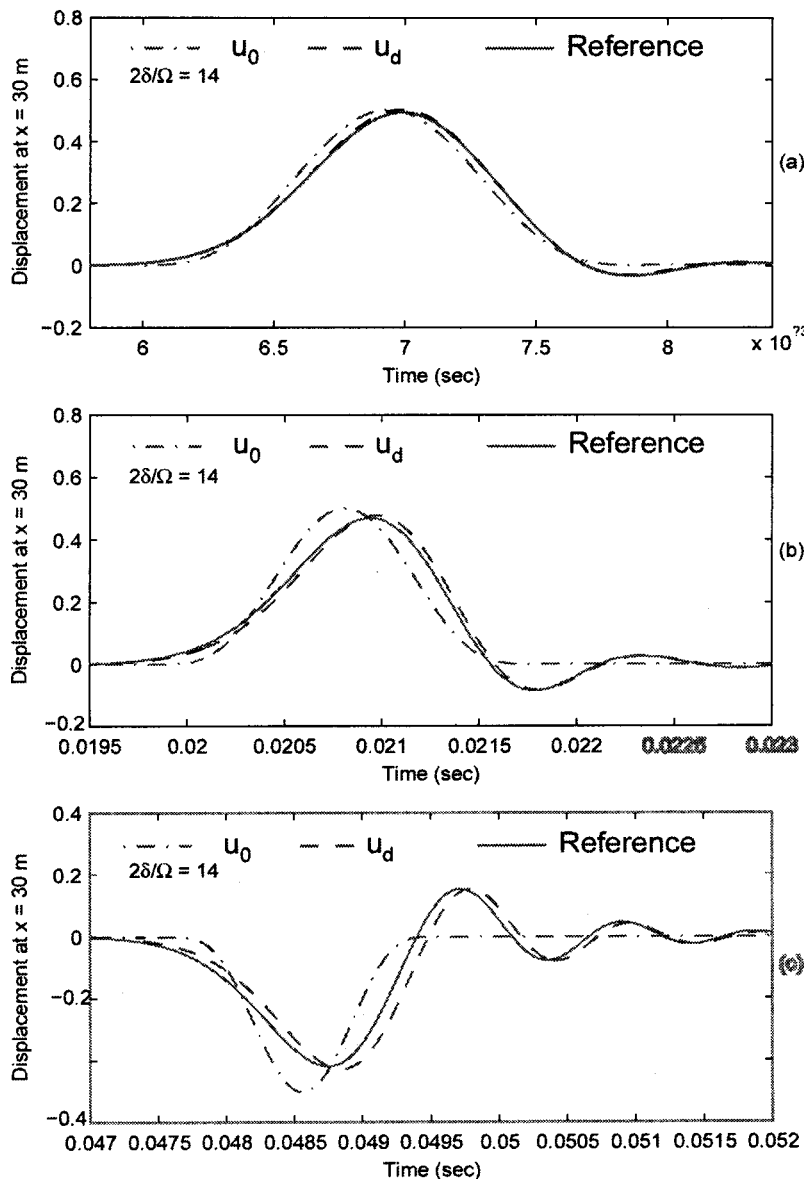 0.8
u₀ u_d Reference
2δ/Ω = 14
0.6
0.4
0.2
0
−0.2
Displacement at x = 30 m
6 6.5 7 7.5 8
x 10⁻?3
Time (sec)
(a)
0.8
u₀ u_d Reference
2δ/Ω = 14
0.6
0.4
0.2
0
−0.2
Displacement at x = 30 m
0.0195 0.02 0.0205 0.021 0.0215 0.022 0.0225 0.023
Time (sec)
(b)
0.4
u₀ u_d Reference
2δ/Ω = 14
0.2
0
−0.2
−0.4
Displacement at x = 30 m
0.047 0.0475 0.048 0.0485 0.049 0.0495 0.05 0.0505 0.051 0.0515 0.052
Time (sec)
(c)